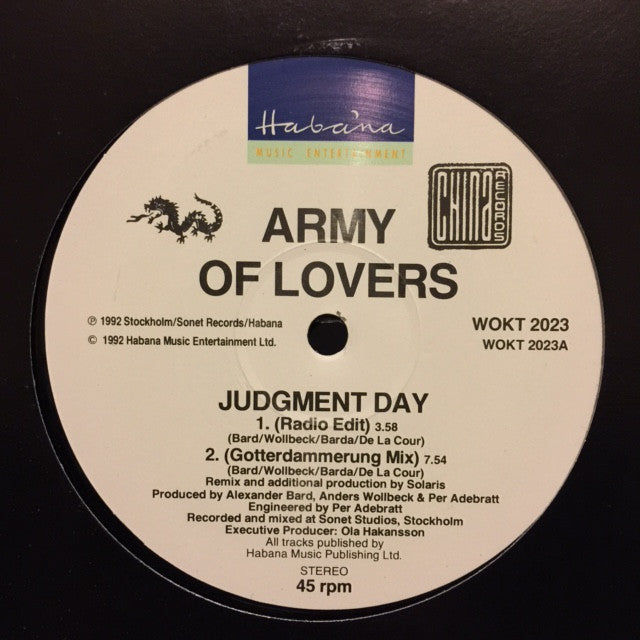 Habana
MUSIC ENTERTAINMENT
CHINA RECORDS
ARMY
OF LOVERS
℗ 1992 Stockholm/Sonet Records/Habana
© 1992 Habana Music Entertainment Ltd.
WOKT 2023
WOKT 2023A
JUDGMENT DAY
1. (Radio Edit) 3.58
(Bard/Wollbeck/Barda/De La Cour)
2. (Gotterdammerung Mix) 7.54
(Bard/Wollbeck/Barda/De La Cour)
Remix and additional production by Solaris
Produced by Alexander Bard, Anders Wollbeck & Per Adebratt
Engineered by Per Adebratt
Recorded and mixed at Sonet Studios, Stockholm
Executive Producer: Ola Hakansson
All tracks published by
Habana Music Publishing Ltd.
STEREO
45 rpm